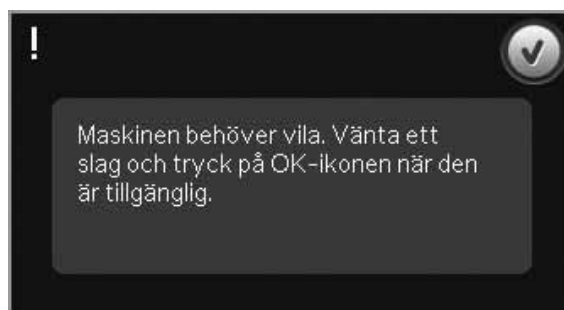 !
Maskinen behöver vila. Vänta ett
slag och tryck på OK-ikonen när den
är tillgänglig.